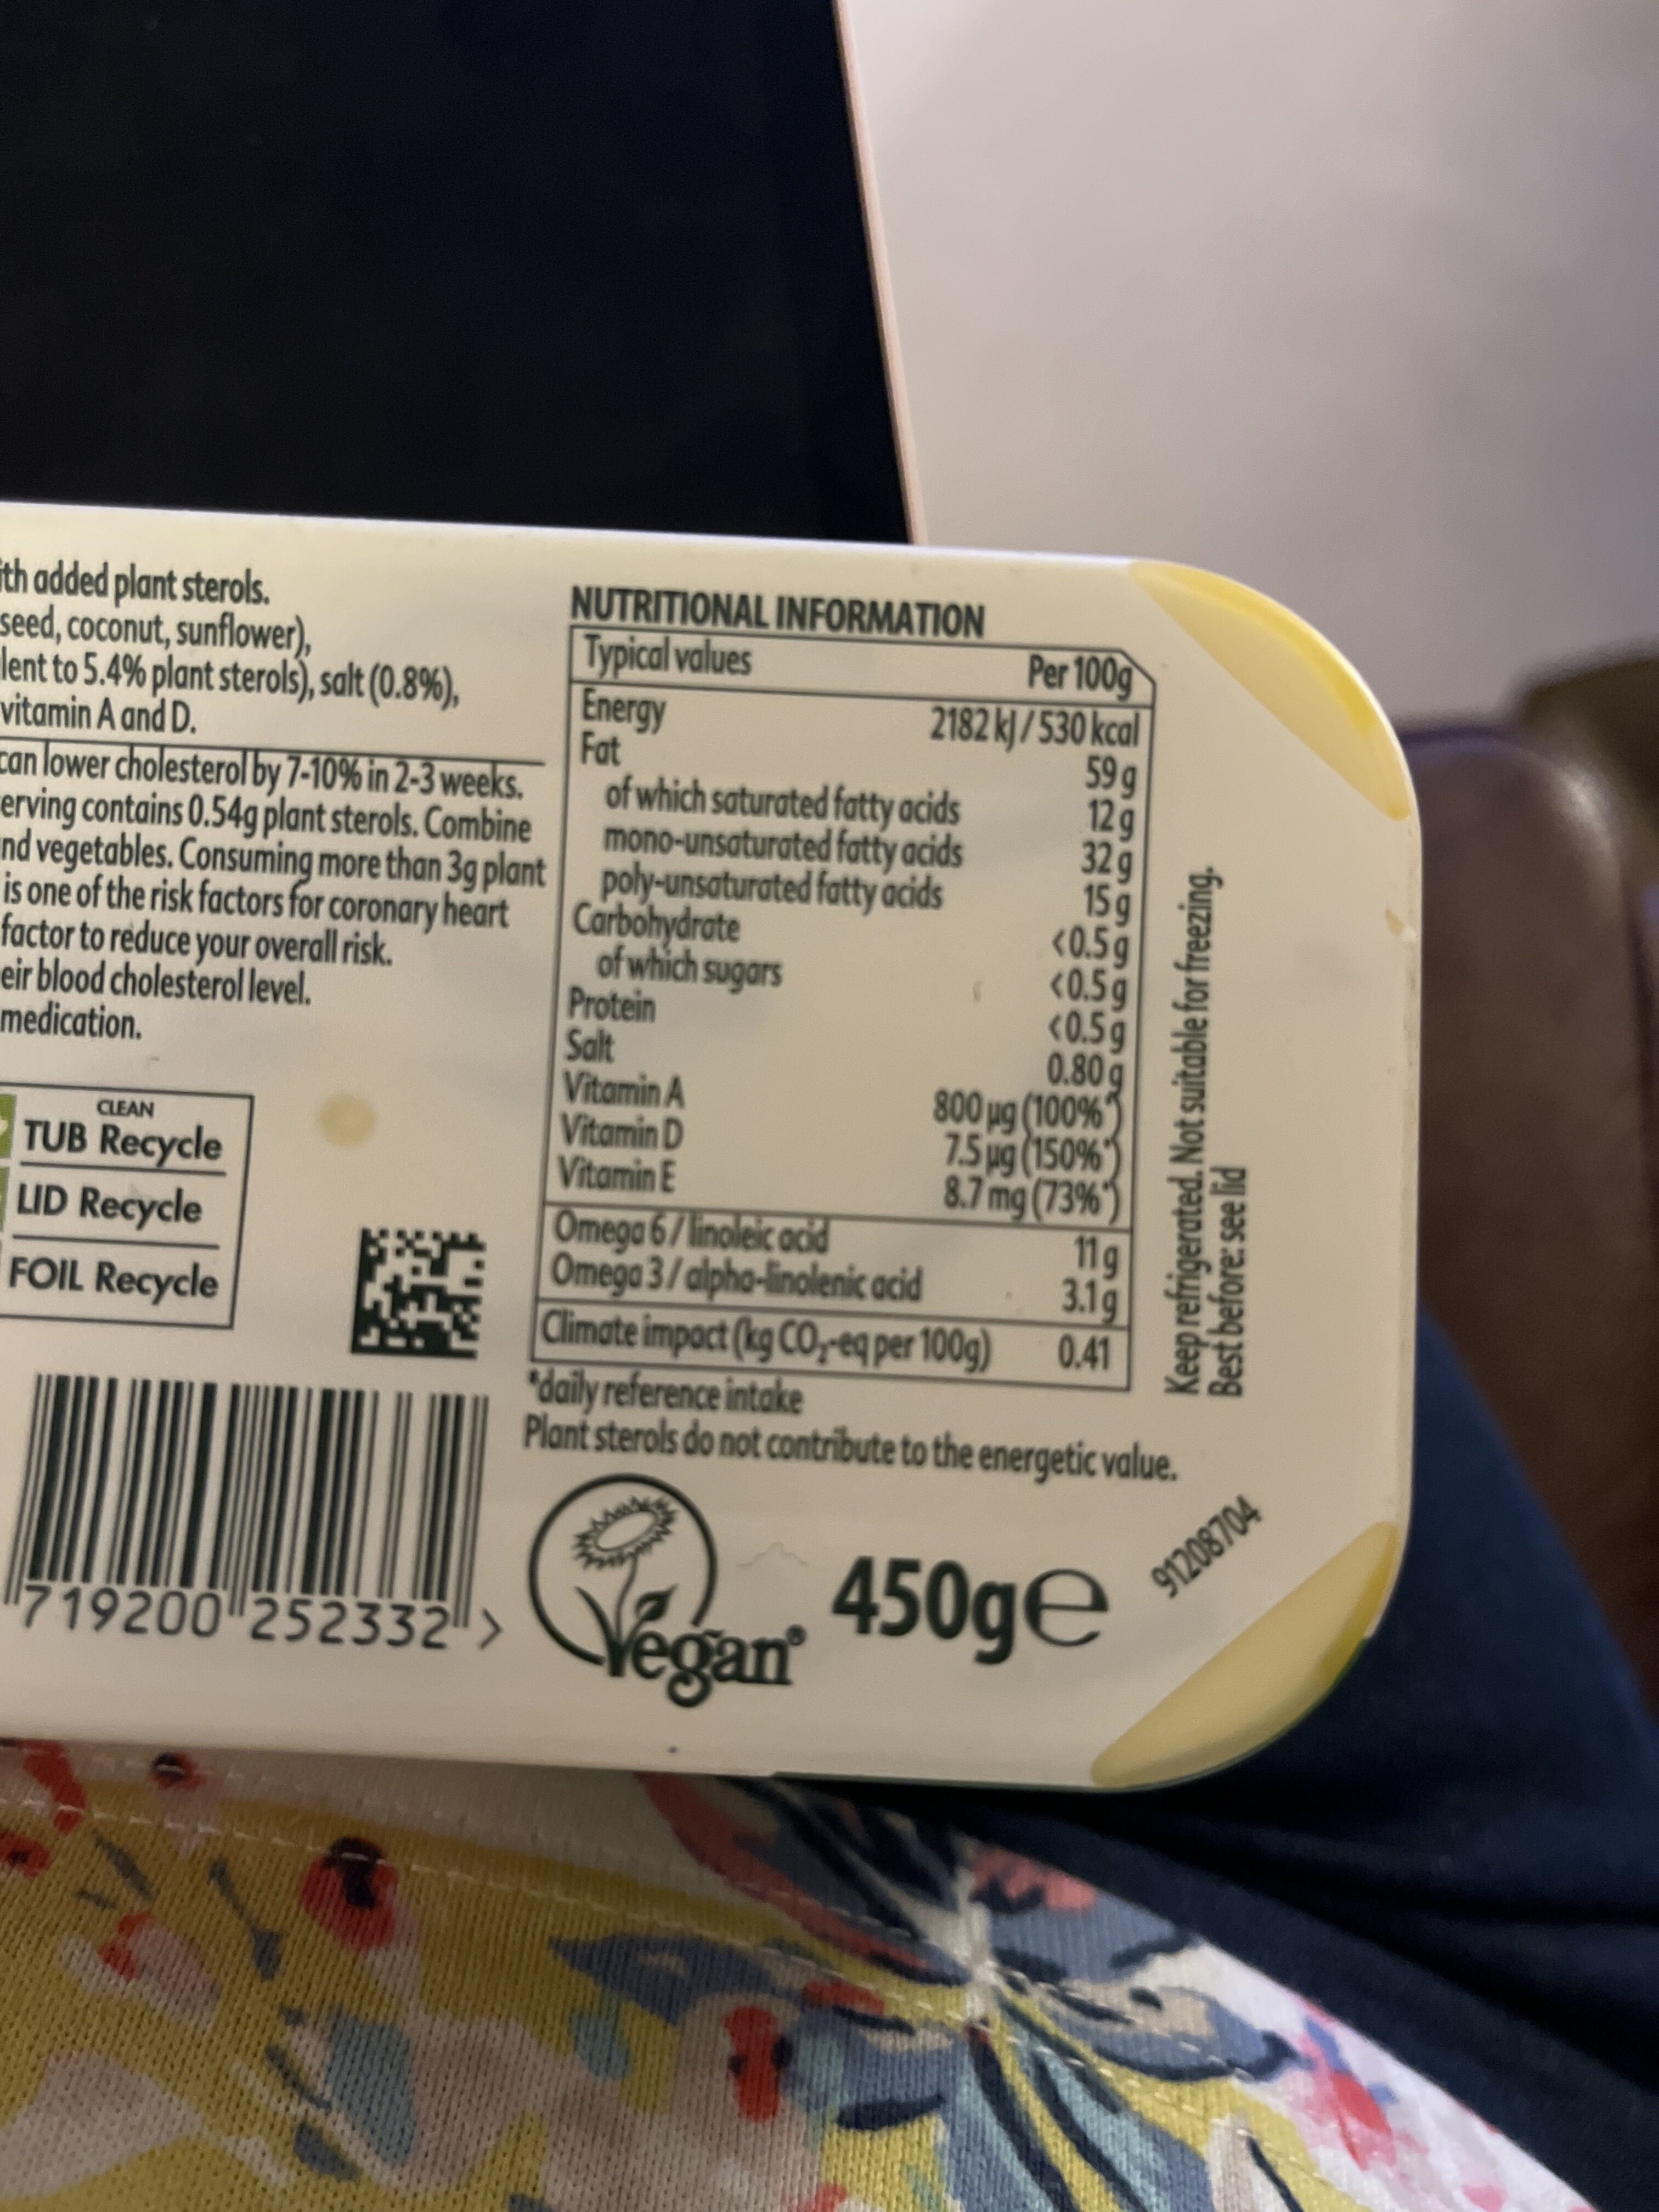 ith added plant sterols.
seed, coconut, sunflower),
lent to 5.4% plant sterols), salt (0.8%),
vitamin A and D.
can lower cholesterol by 7-10% in 2-3 weeks.
erving contains 0.54g plant sterols. Combine
nd vegetables. Consuming more than 3g plant
is one of the risk factors for coronary heart
factor to reduce your overall risk.
eir blood cholesterol level.
medication.
CLEAN
TUB Recycle
LID Recycle
FOIL Recycle
719200 252332 >
NUTRITIONAL INFORMATION
Typical values Per 100g
Energy 2182 kJ / 530 kcal
Fat 59 g
of which saturated fatty acids 12 g
mono-unsaturated fatty acids 32 g
poly-unsaturated fatty acids 15 g
Carbohydrate <0.5 g
of which sugars <0.5 g
Protein <0.5 g
Salt 0.80 g
Vitamin A 800 µg (100%*)
Vitamin D 7.5 µg (150%*)
Vitamin E 8.7 mg (73%*)
Omega 6 / linoleic acid 11 g
Omega 3 / alpha-linolenic acid 3.1 g
Climate impact (kg CO₂-eq per 100g) 0.41
*daily reference intake
Plant sterols do not contribute to the energetic value.
Vegan®
450g e
91208704
Keep refrigerated. Not suitable for freezing.
Best before: see lid